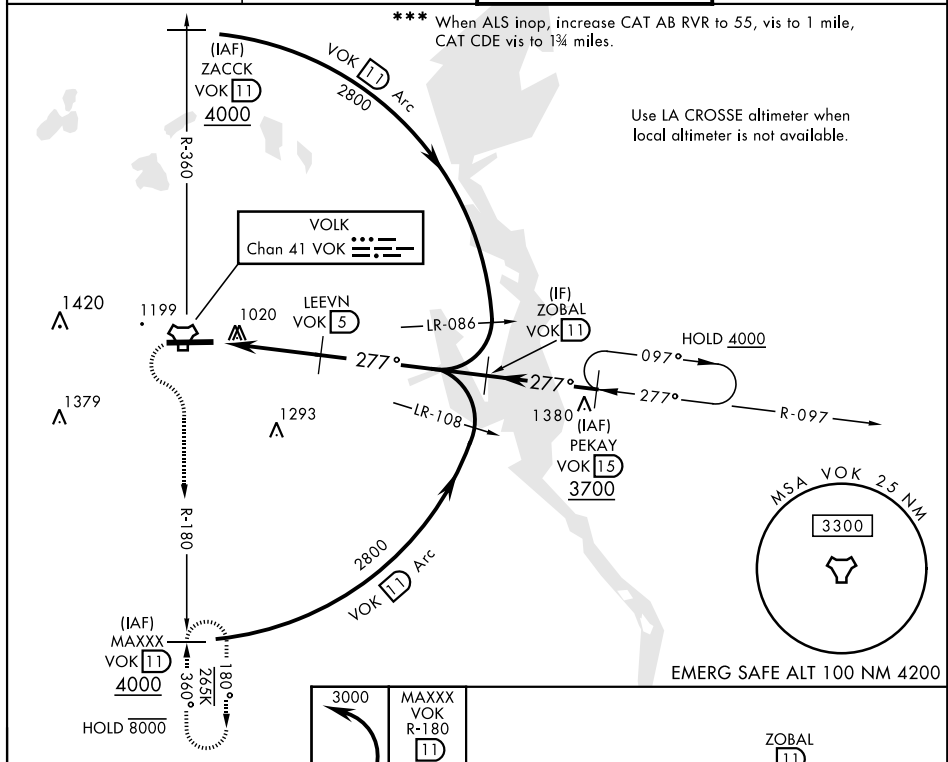 *** When ALS inop, increase CAT AB RVR to 55, vis to 1 mile,
CAT CDE vis to 1¾ miles.
(IAF)
ZACCK
VOK 11
4000
VOK 11 Arc
2800
Use LA CROSSE altimeter when
local altimeter is not available.
R-360
VOLK
Chan 41 VOK
1420
1199
1020
LEEVN
VOK 5
LR-086
(IF)
ZOBAL
VOK 11
HOLD 4000
097°
277°
277°
277°
R-097
1379
1293
LR-108
1380
(IAF)
PEKAY
VOK 15
3700
MSA VOK 25 NM
3300
R-180
2800
VOK 11 Arc
(IAF)
MAXXX
VOK 11
4000
360°
265K
180°
HOLD 8000
EMERG SAFE ALT 100 NM 4200
3000
MAXXX
VOK
R-180
11
ZOBAL
11